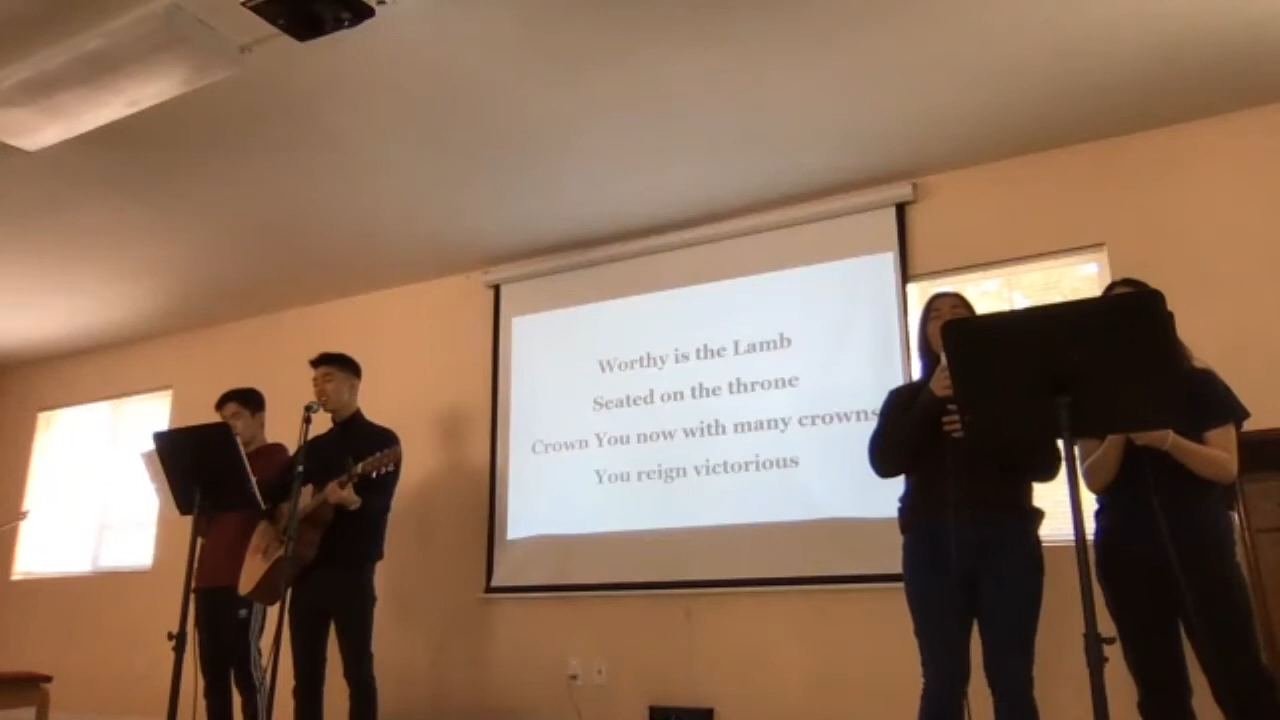 Worthy is the Lamb
Seated on the throne
Crown You now with many crowns
You reign victorious